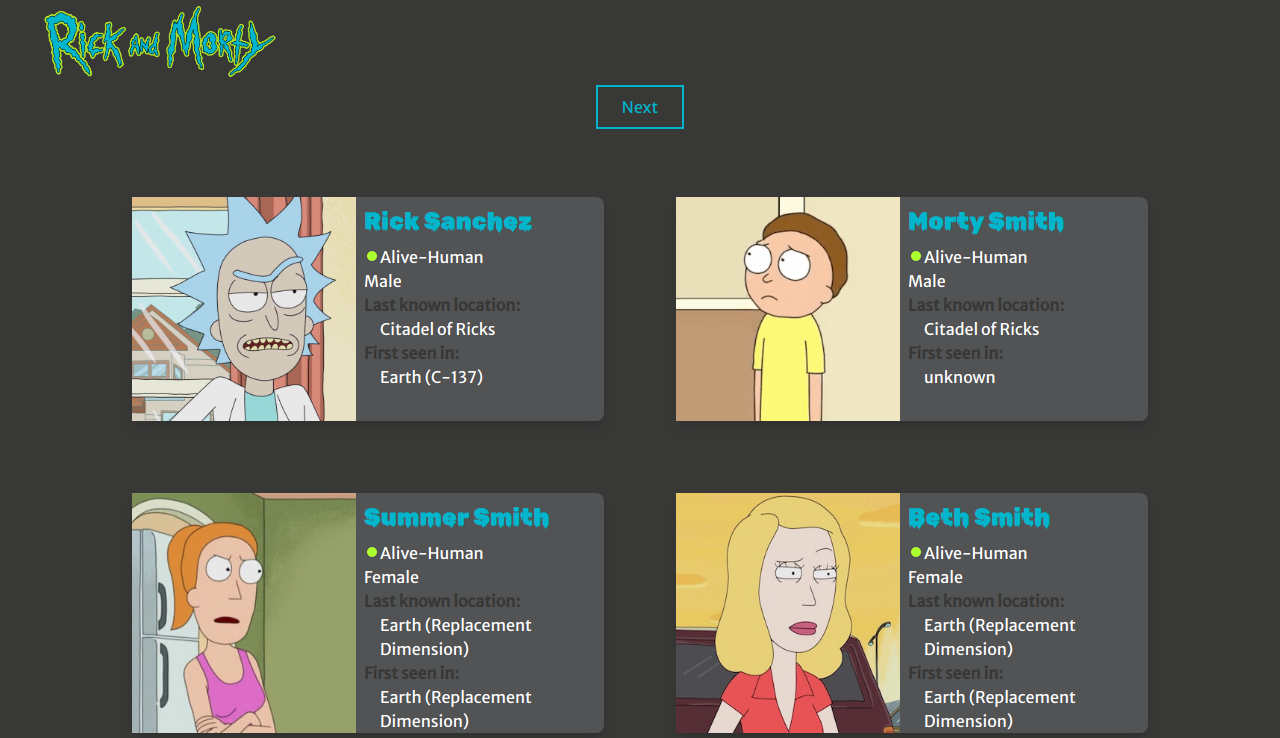 Rick and Morty
Next
Rick Sanchez
Alive-Human
Male
Last known location:
Citadel of Ricks
First seen in:
Earth (C-137)
Morty Smith
Alive-Human
Male
Last known location:
Citadel of Ricks
First seen in:
unknown
Summer Smith
Alive-Human
Female
Last known location:
Earth (Replacement
Dimension)
First seen in:
Earth (Replacement
Dimension)
Beth Smith
Alive-Human
Female
Last known location:
Earth (Replacement
Dimension)
First seen in:
Earth (Replacement
Dimension)